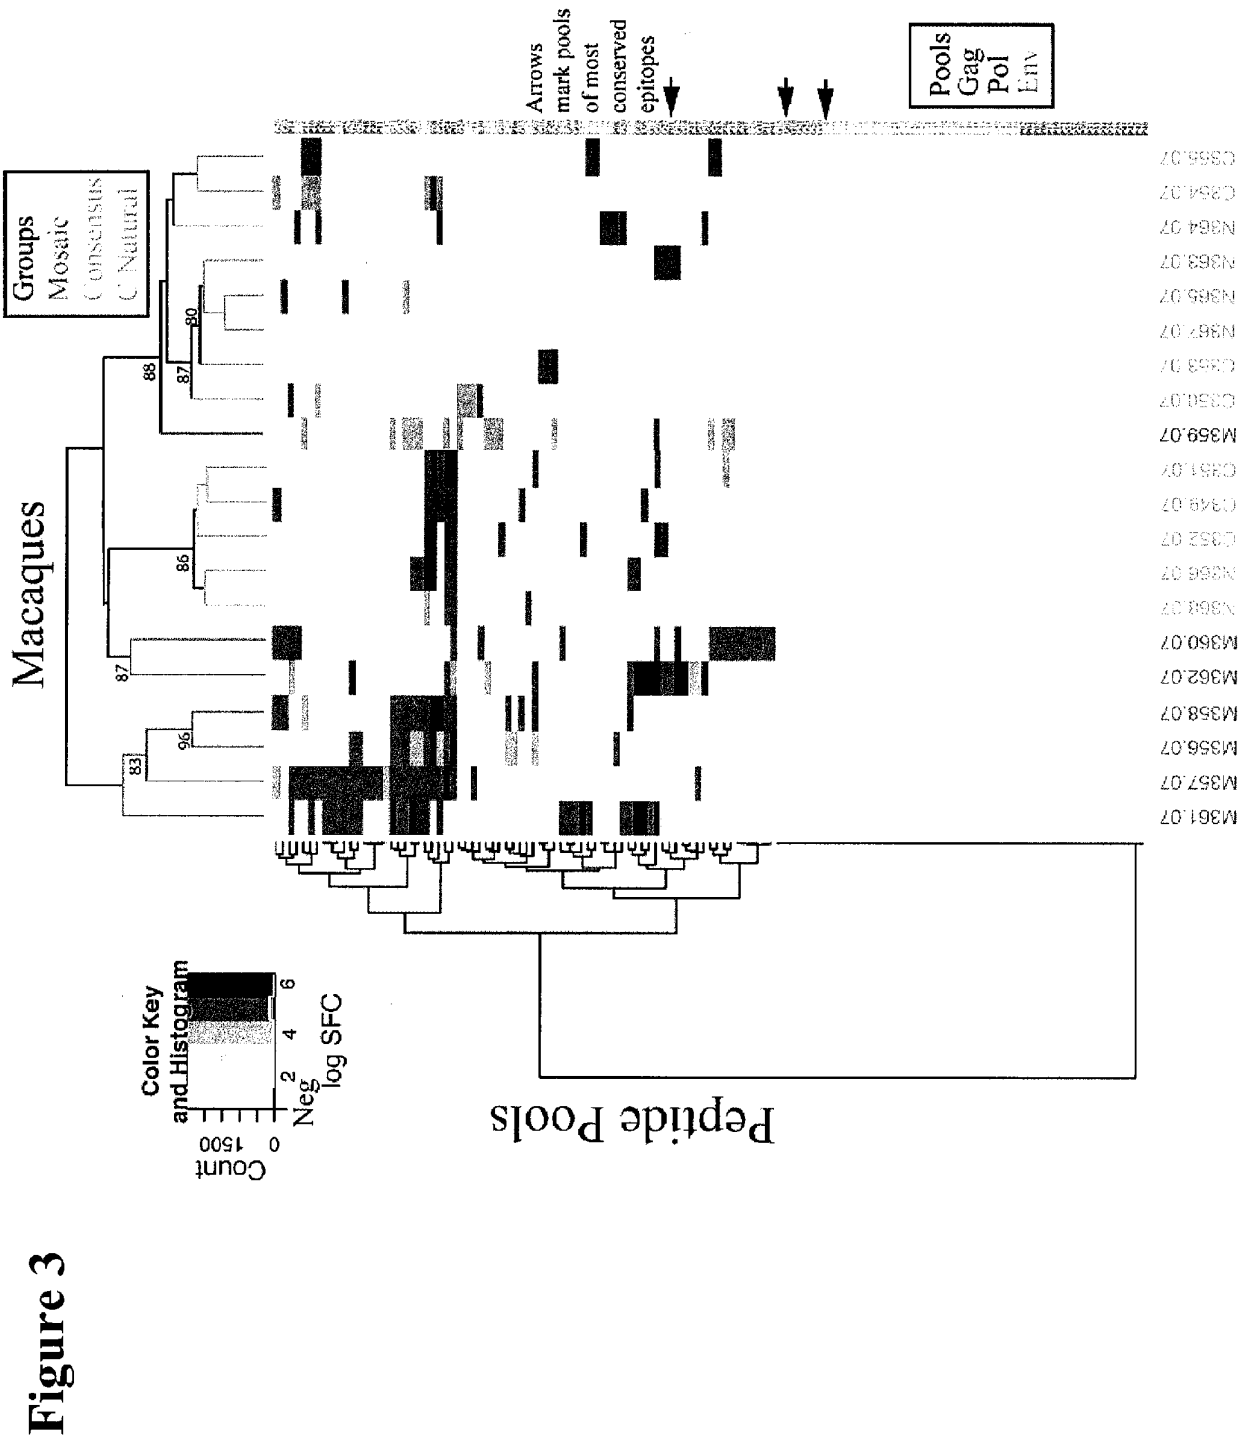 Figure 3
Macaques
Groups
Mosaic
Consensus
C Natural
Color Key
and Histogram
Count
0 1500
2 4 6
Neg
log SFC
Peptide Pools
88
87
80
86
87
83
96
Arrows
mark pools
of most
conserved
epitopes
Pools
Gag
Pol
Env
C355.07
C354.07
N364.07
N363.07
N365.07
N367.07
C353.07
C350.07
M359.07
C351.07
C349.07
C352.07
N366.07
N368.07
M360.07
M362.07
M358.07
M356.07
M357.07
M361.07